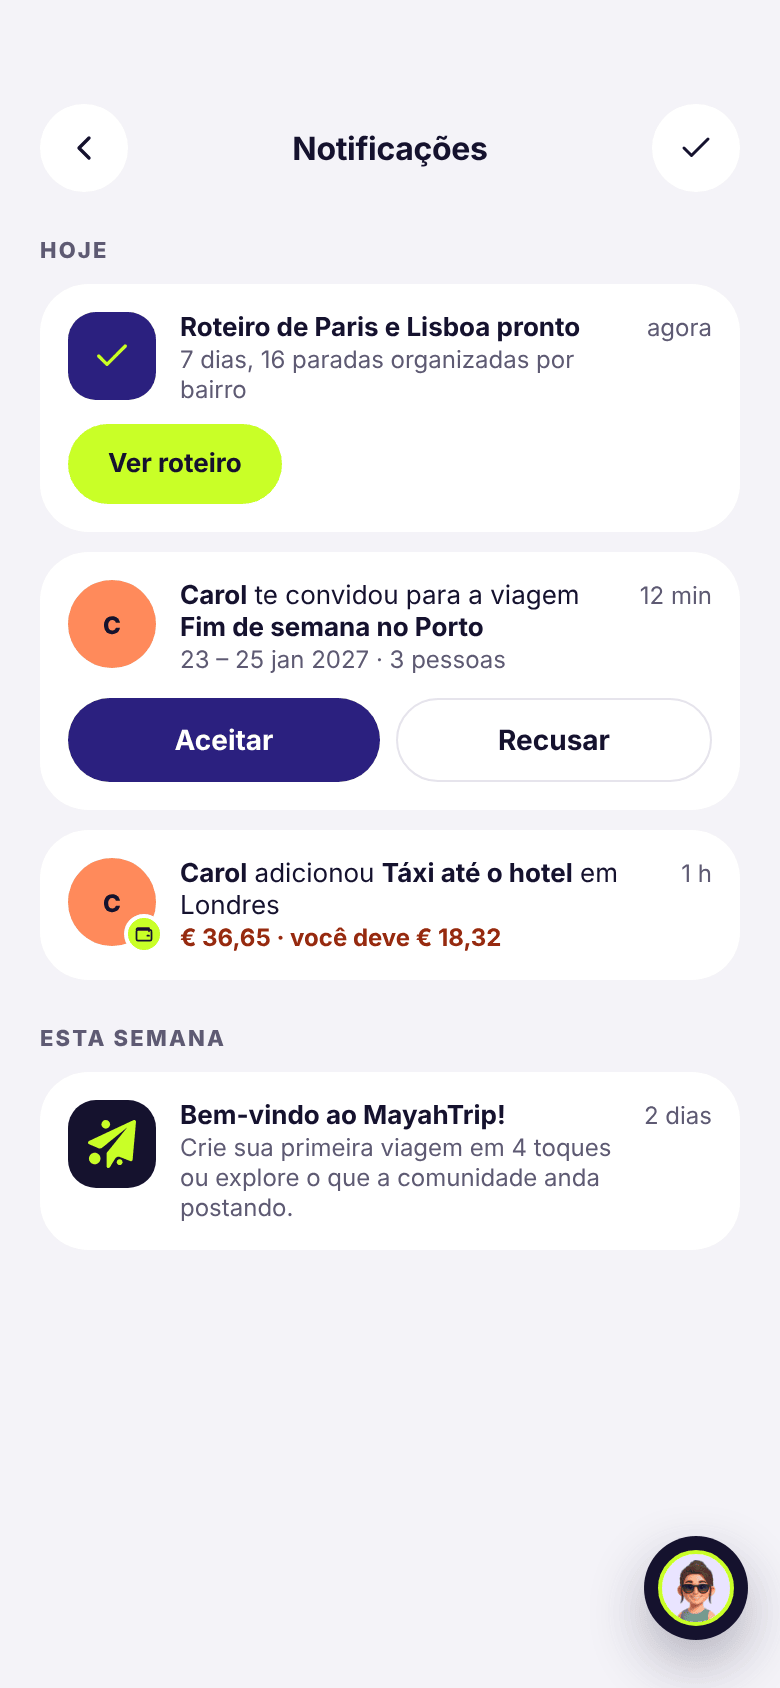 Notificações
HOJE
Roteiro de Paris e Lisboa pronto
agora
7 dias, 16 paradas organizadas por
bairro
Ver roteiro
C
Carol te convidou para a viagem
12 min
Fim de semana no Porto
23 – 25 jan 2027 · 3 pessoas
Aceitar
Recusar
C
Carol adicionou Táxi até o hotel em
1 h
Londres
€ 36,65 · você deve € 18,32
ESTA SEMANA
Bem-vindo ao MayahTrip!
2 dias
Crie sua primeira viagem em 4 toques
ou explore o que a comunidade anda
postando.